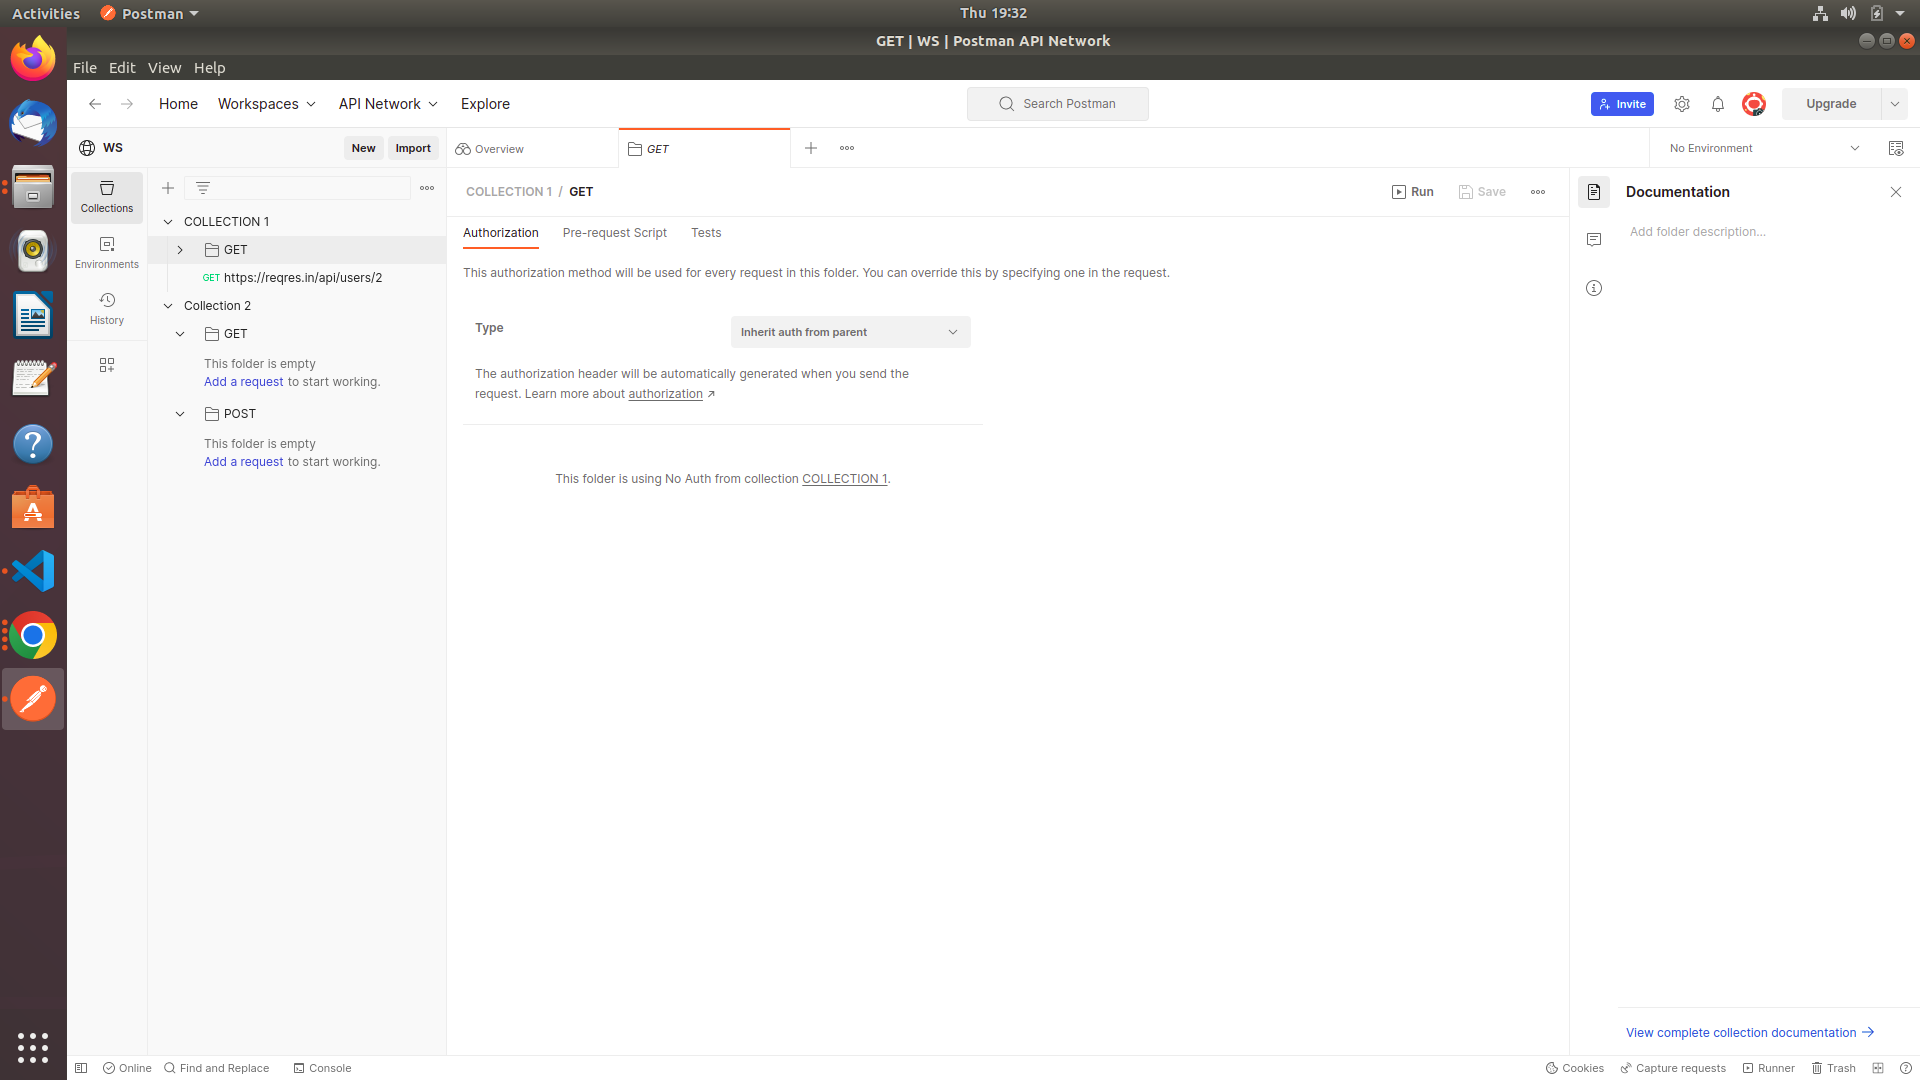 Activities
Postman
Thu 19:32
GET | WS | Postman API Network
File Edit View Help
Home Workspaces API Network Explore
Search Postman
Invite
Upgrade
WS
New Import
Overview
GET
No Environment
Collections
Environments
History
COLLECTION 1
GET
GET https://reqres.in/api/users/2
Collection 2
GET
This folder is empty
Add a request to start working.
POST
This folder is empty
Add a request to start working.
COLLECTION 1 / GET
Run Save
Authorization Pre-request Script Tests
This authorization method will be used for every request in this folder. You can override this by specifying one in the request.
Type
Inherit auth from parent
The authorization header will be automatically generated when you send the
request. Learn more about authorization ↗
This folder is using No Auth from collection COLLECTION 1.
Documentation
Add folder description...
View complete collection documentation →
Online Find and Replace Console
Cookies Capture requests Runner Trash